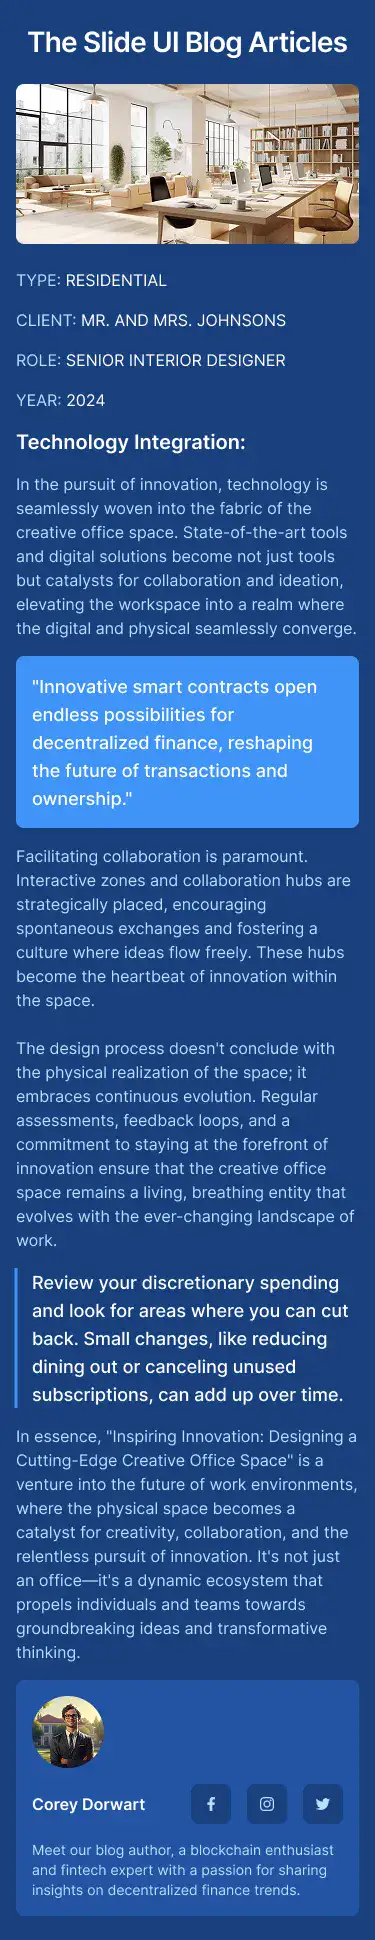 The Slide UI Blog Articles
TYPE: RESIDENTIAL
CLIENT: MR. AND MRS. JOHNSONS
ROLE: SENIOR INTERIOR DESIGNER
YEAR: 2024
Technology Integration:
In the pursuit of innovation, technology is
seamlessly woven into the fabric of the
creative office space. State-of-the-art tools
and digital solutions become not just tools
but catalysts for collaboration and ideation,
elevating the workspace into a realm where
the digital and physical seamlessly converge.
"Innovative smart contracts open
endless possibilities for
decentralized finance, reshaping
the future of transactions and
ownership."
Facilitating collaboration is paramount.
Interactive zones and collaboration hubs are
strategically placed, encouraging
spontaneous exchanges and fostering a
culture where ideas flow freely. These hubs
become the heartbeat of innovation within
the space.
The design process doesn't conclude with
the physical realization of the space; it
embraces continuous evolution. Regular
assessments, feedback loops, and a
commitment to staying at the forefront of
innovation ensure that the creative office
space remains a living, breathing entity that
evolves with the ever-changing landscape of
work.
Review your discretionary spending
and look for areas where you can cut
back. Small changes, like reducing
dining out or canceling unused
subscriptions, can add up over time.
In essence, "Inspiring Innovation: Designing a
Cutting-Edge Creative Office Space" is a
venture into the future of work environments,
where the physical space becomes a
catalyst for creativity, collaboration, and the
relentless pursuit of innovation. It's not just
an office—it's a dynamic ecosystem that
propels individuals and teams towards
groundbreaking ideas and transformative
thinking.
Corey Dorwart
Meet our blog author, a blockchain enthusiast
and fintech expert with a passion for sharing
insights on decentralized finance trends.